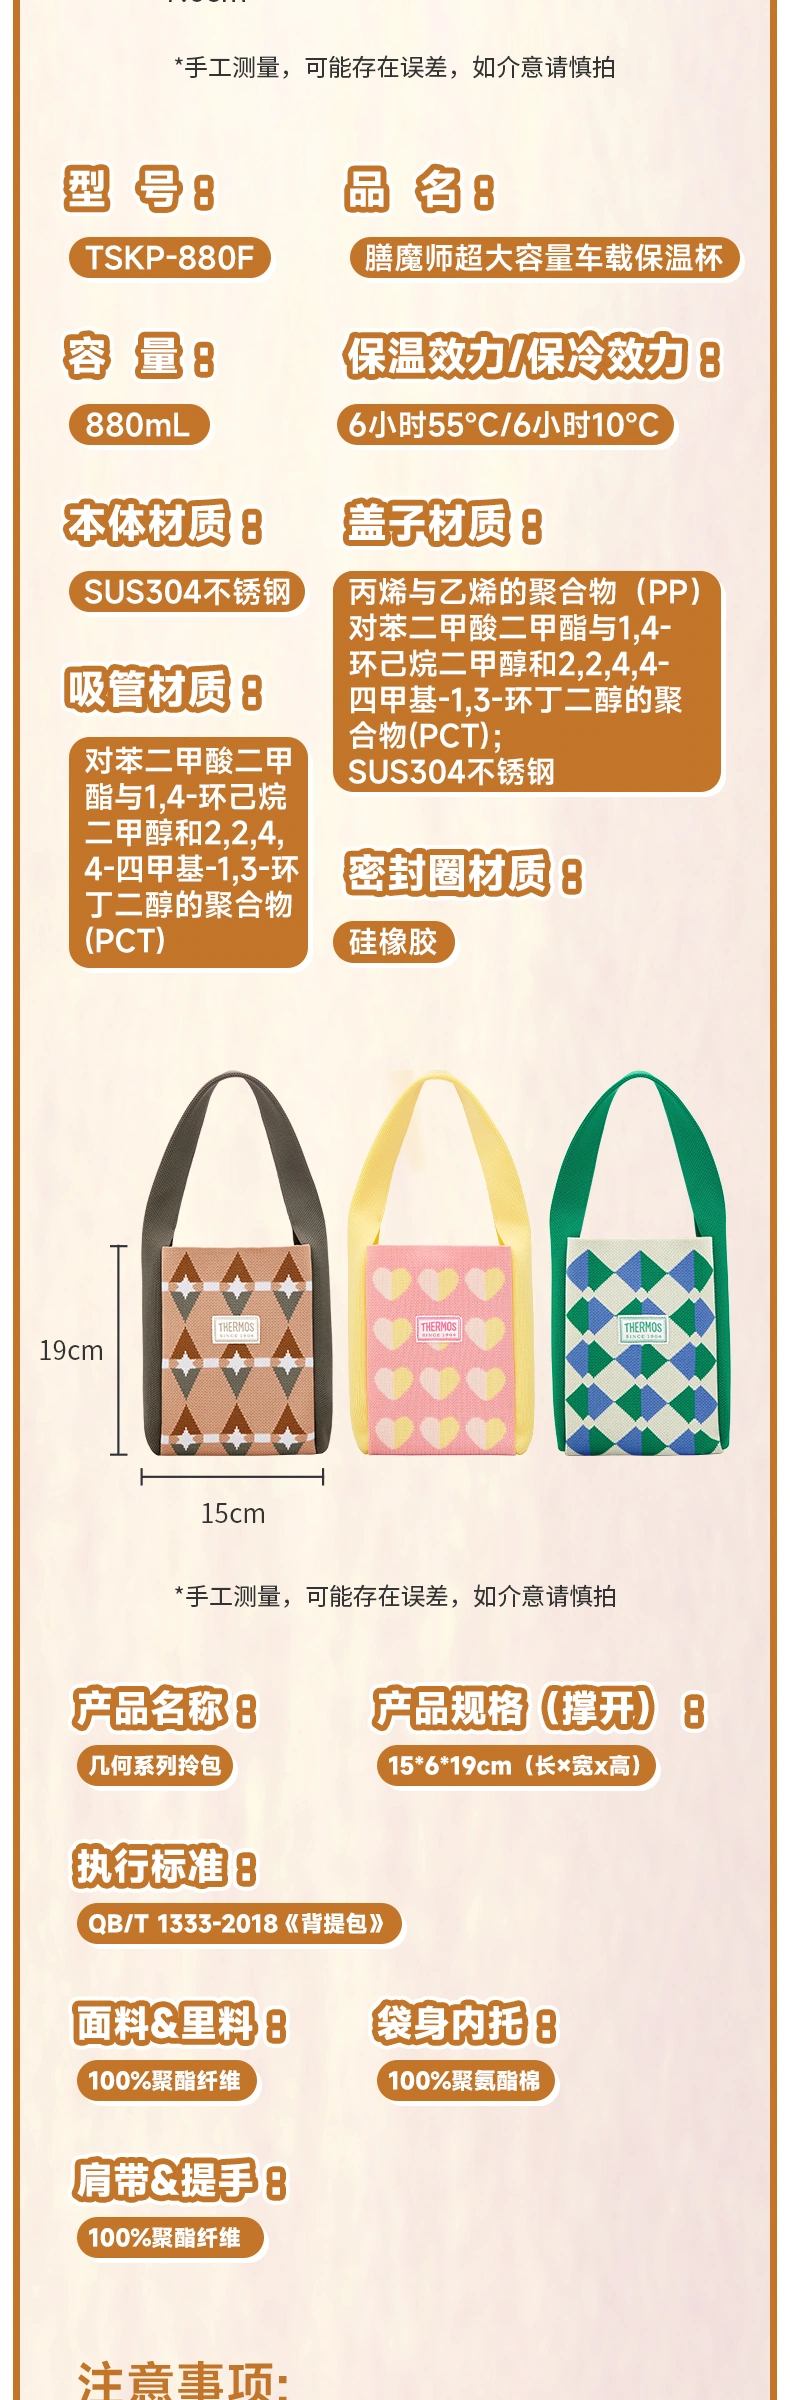 *手工测量，可能存在误差，如介意请慎拍
型 号：
品 名：
TSKP-880F
膳魔师超大容量车载保温杯
容 量：
保温效力/保冷效力：
880mL
6小时55°C/6小时10°C
本体材质：
盖子材质：
SUS304不锈钢
丙烯与乙烯的聚合物（PP）
对苯二甲酸二甲酯与1,4-
环己烷二甲醇和2,2,4,4-
四甲基-1,3-环丁二醇的聚
合物(PCT)；
SUS304不锈钢
吸管材质：
对苯二甲酸二甲
酯与1,4-环己烷
二甲醇和2,2,4,
4-四甲基-1,3-环
丁二醇的聚合物
(PCT)
密封圈材质：
硅橡胶
THERMOS
SINCE 1904
THERMOS
SINCE 1904
THERMOS
SINCE 1904
19cm
15cm
*手工测量，可能存在误差，如介意请慎拍
产品名称：
产品规格（撑开）：
几何系列拎包
15*6*19cm（长×宽x高）
执行标准：
QB/T 1333-2018《背提包》
面料&里料：
袋身内托：
100%聚酯纤维
100%聚氨酯棉
肩带&提手：
100%聚酯纤维
注意事项: